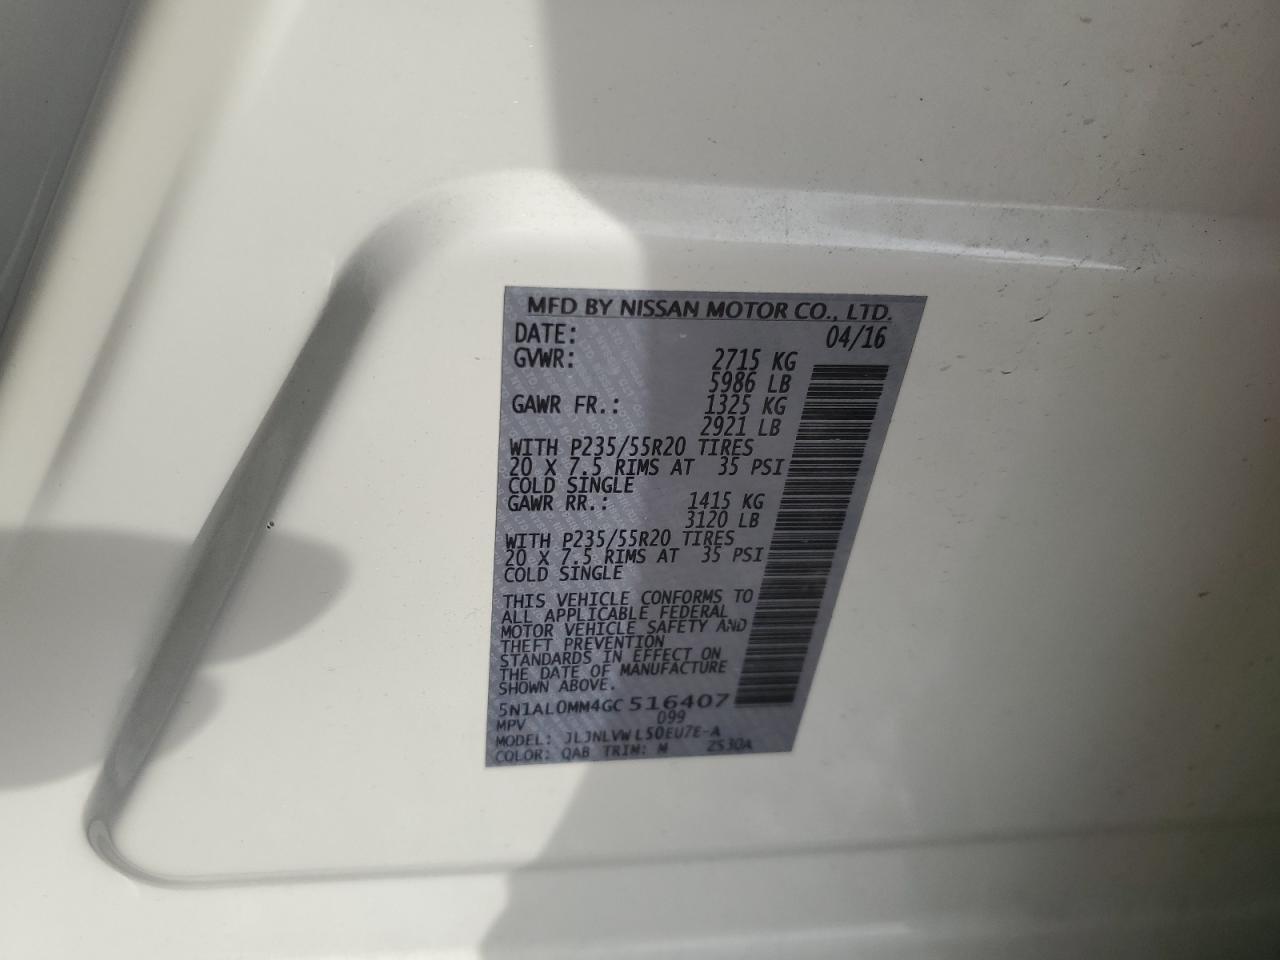 MFD BY NISSAN MOTOR CO., LTD.
DATE: 04/16
GVWR: 2715 KG
5986 LB
GAWR FR.: 1325 KG
2921 LB
WITH P235/55R20 TIRES
20 X 7.5 RIMS AT 35 PSI
COLD SINGLE
GAWR RR.: 1415 KG
3120 LB
WITH P235/55R20 TIRES
20 X 7.5 RIMS AT 35 PSI
COLD SINGLE
THIS VEHICLE CONFORMS TO
ALL APPLICABLE FEDERAL
MOTOR VEHICLE SAFETY AND
THEFT PREVENTION
STANDARDS IN EFFECT ON
THE DATE OF MANUFACTURE
SHOWN ABOVE.
5N1AL0MM4GC516407
MPV 099
MODEL: JLJNLVWL50EU7E-A
COLOR: QAB TRIM: M ZS30A